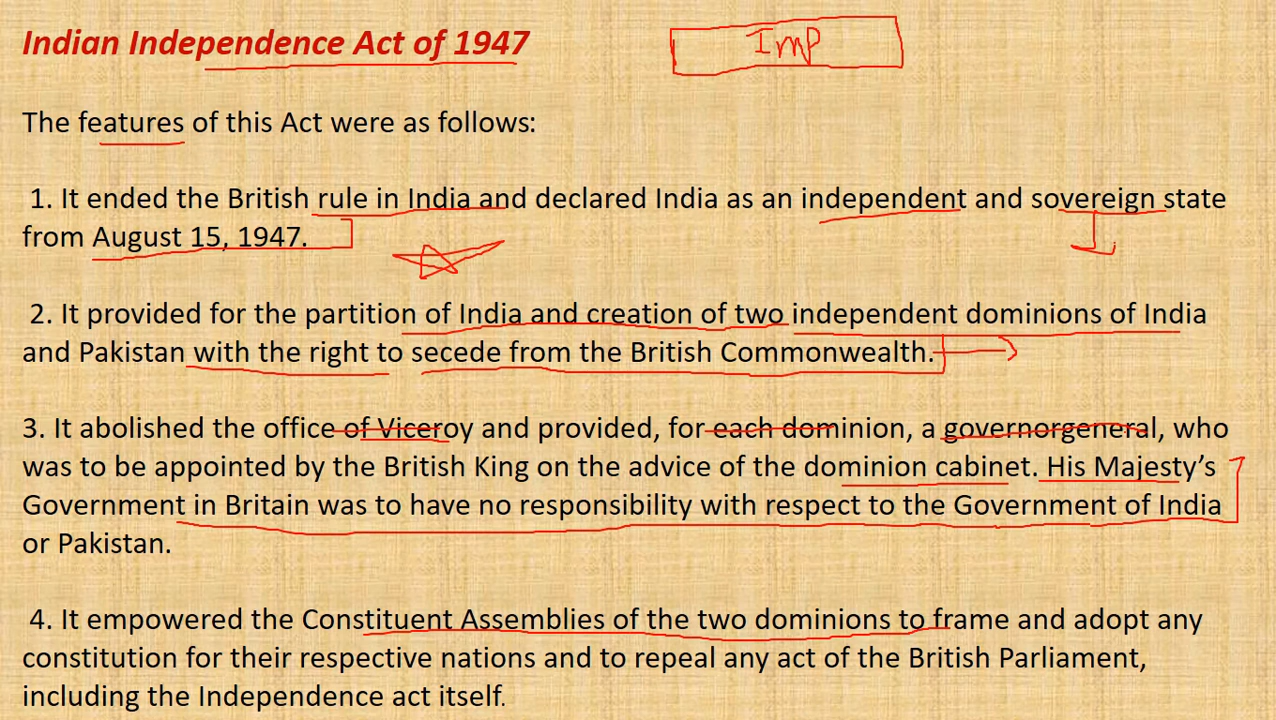 Indian Independence Act of 1947
Imp
The features of this Act were as follows:
1. It ended the British rule in India and declared India as an independent and sovereign state
from August 15, 1947.
2. It provided for the partition of India and creation of two independent dominions of India
and Pakistan with the right to secede from the British Commonwealth.
3. It abolished the office of Viceroy and provided, for each dominion, a governorgeneral, who
was to be appointed by the British King on the advice of the dominion cabinet. His Majesty’s
Government in Britain was to have no responsibility with respect to the Government of India
or Pakistan.
4. It empowered the Constituent Assemblies of the two dominions to frame and adopt any
constitution for their respective nations and to repeal any act of the British Parliament,
including the Independence act itself.